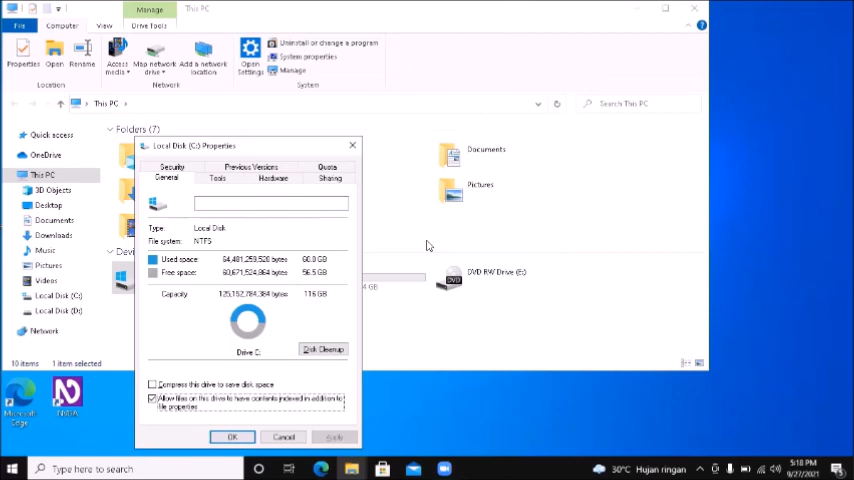 Manage
This PC
File
Computer
View
Drive Tools
Properties
Open
Rename
Access media
Map network drive
Add a network location
Open Settings
Uninstall or change a program
System properties
Manage
Location
Network
System
This PC
Search This PC
Quick access
OneDrive
This PC
3D Objects
Desktop
Documents
Downloads
Music
Pictures
Videos
Local Disk (C:)
Local Disk (D:)
Network
Folders (7)
Documents
Pictures
Devi
4 GB
DVD RW Drive (E:)
DVD
10 items
1 item selected
Local Disk (C:) Properties
Security
Previous Versions
Quota
General
Tools
Hardware
Sharing
Type: Local Disk
File system: NTFS
Used space: 64,481,259,520 bytes 60.0 GB
Free space: 60,671,524,864 bytes 56.5 GB
Capacity 125,152,784,384 bytes 116 GB
Drive C:
Disk Cleanup
Compress this drive to save disk space
Allow files on this drive to have contents indexed in addition to
file properties
OK
Cancel
Apply
Microsoft
Edge
NVDA
Type here to search
30°C Hujan ringan
5:18 PM
9/27/2021